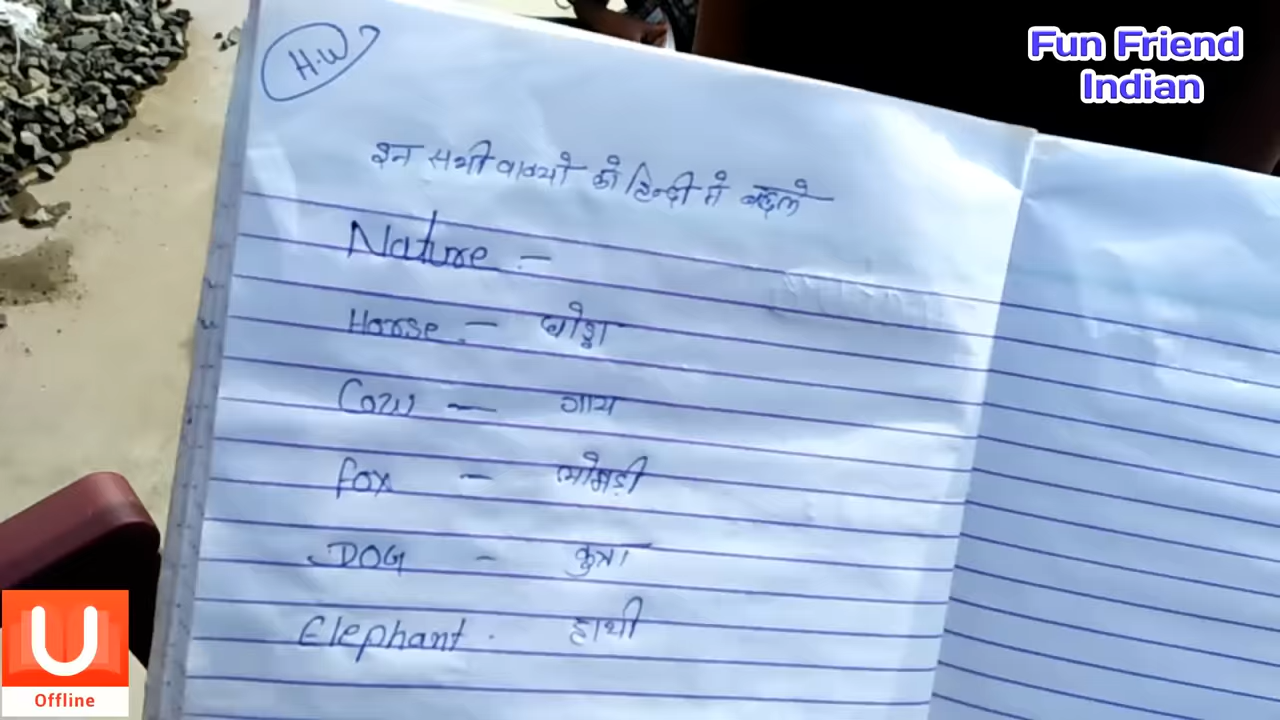 H.W
Fun Friend
Indian
इन सभी वाक्यो को हिन्दी मे बदले
Nature -
Horse - घोड़ा
Cow - गाय
Fox - लोमड़ी
DOG - कुत्ता
Elephant. हाथी
U
Offline